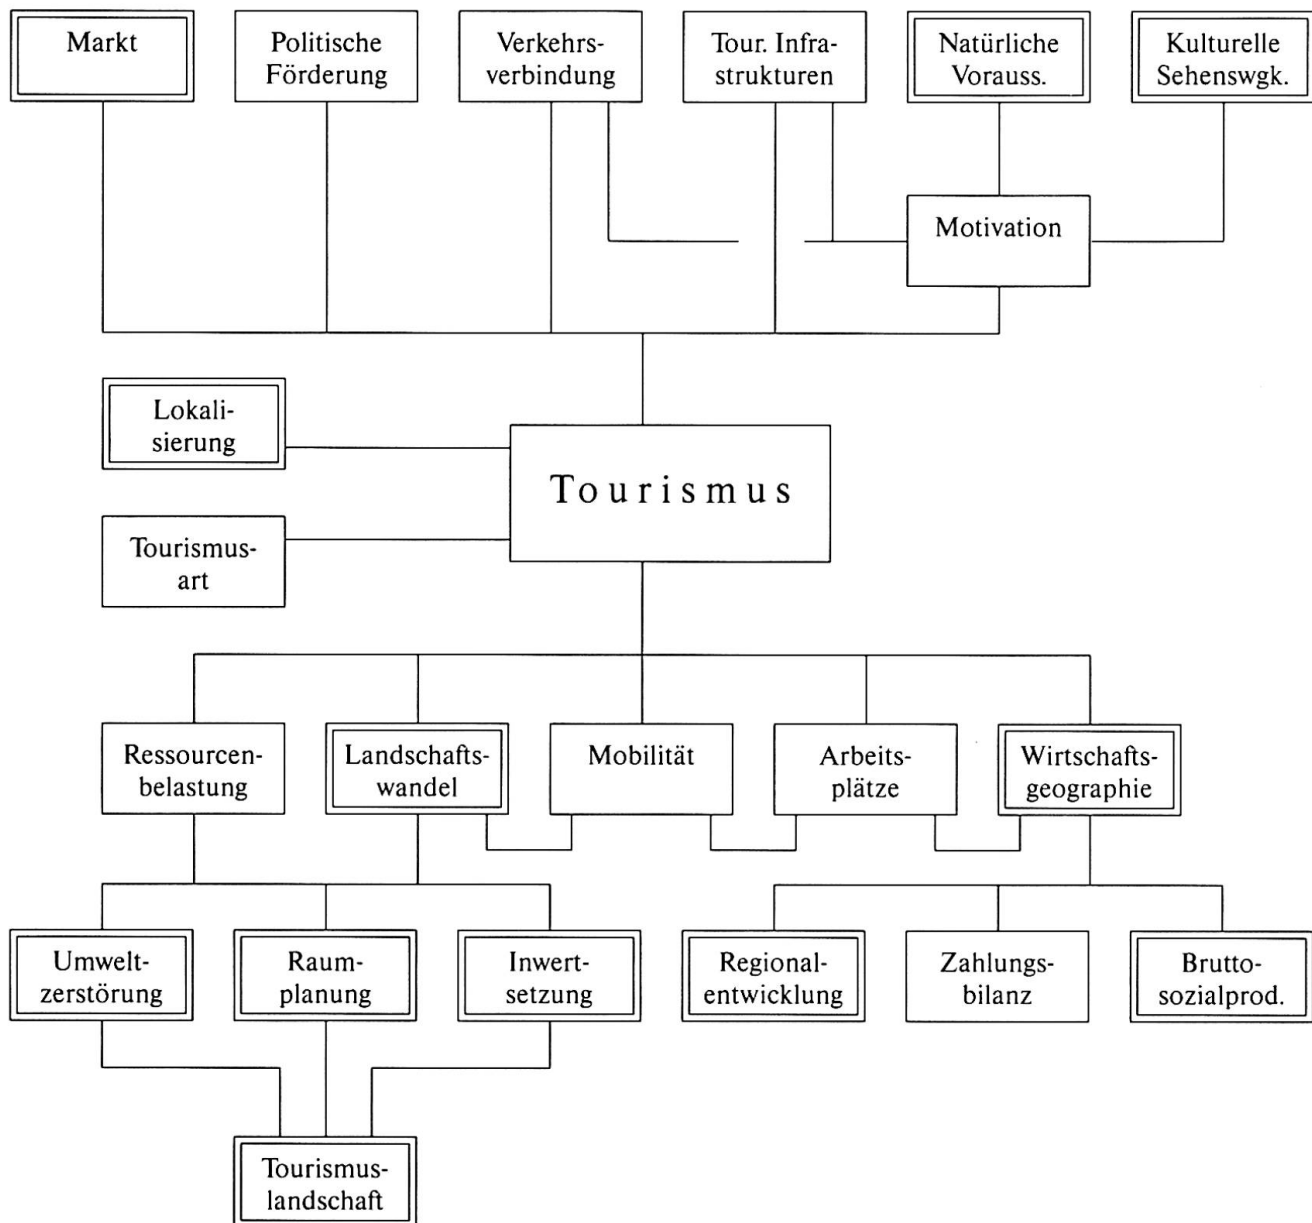 Markt
Politische
Förderung
Verkehrs-
verbindung
Tour. Infra-
strukturen
Natürliche
Vorauss.
Kulturelle
Sehenswgk.
Motivation
Lokali-
sierung
Tourismus
Tourismus-
art
Ressourcen-
belastung
Landschafts-
wandel
Mobilität
Arbeits-
plätze
Wirtschafts-
geographie
Umwelt-
zerstörung
Raum-
planung
Inwert-
setzung
Regional-
entwicklung
Zahlungs-
bilanz
Brutto-
sozialprod.
Tourismus-
landschaft